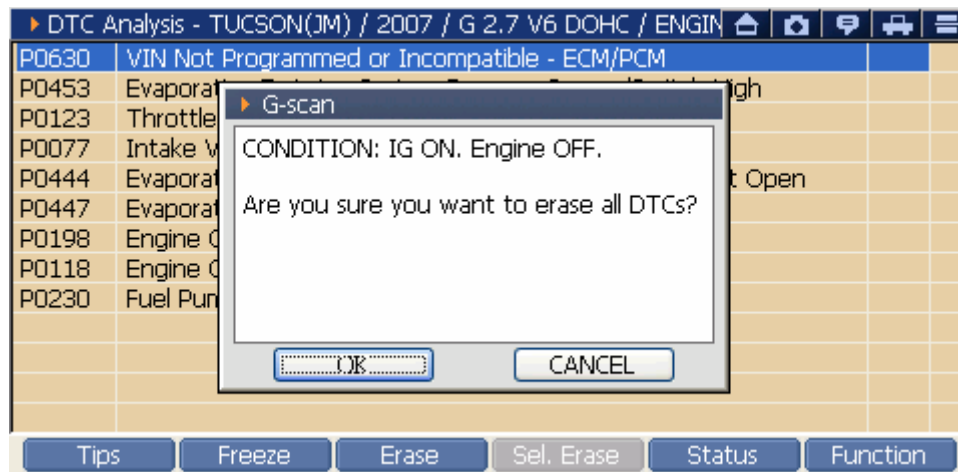 DTC Analysis - TUCSON(JM) / 2007 / G 2.7 V6 DOHC / ENGIN
P0630 VIN Not Programmed or Incompatible - ECM/PCM
P0453 Evaporat
P0123 Throttle
P0077 Intake V
P0444 Evaporat t Open
P0447 Evaporat
P0198 Engine
P0118 Engine
P0230 Fuel Pun
G-scan
CONDITION: IG ON. Engine OFF.
Are you sure you want to erase all DTCs?
OK CANCEL
Tips Freeze Erase Sel. Erase Status Function